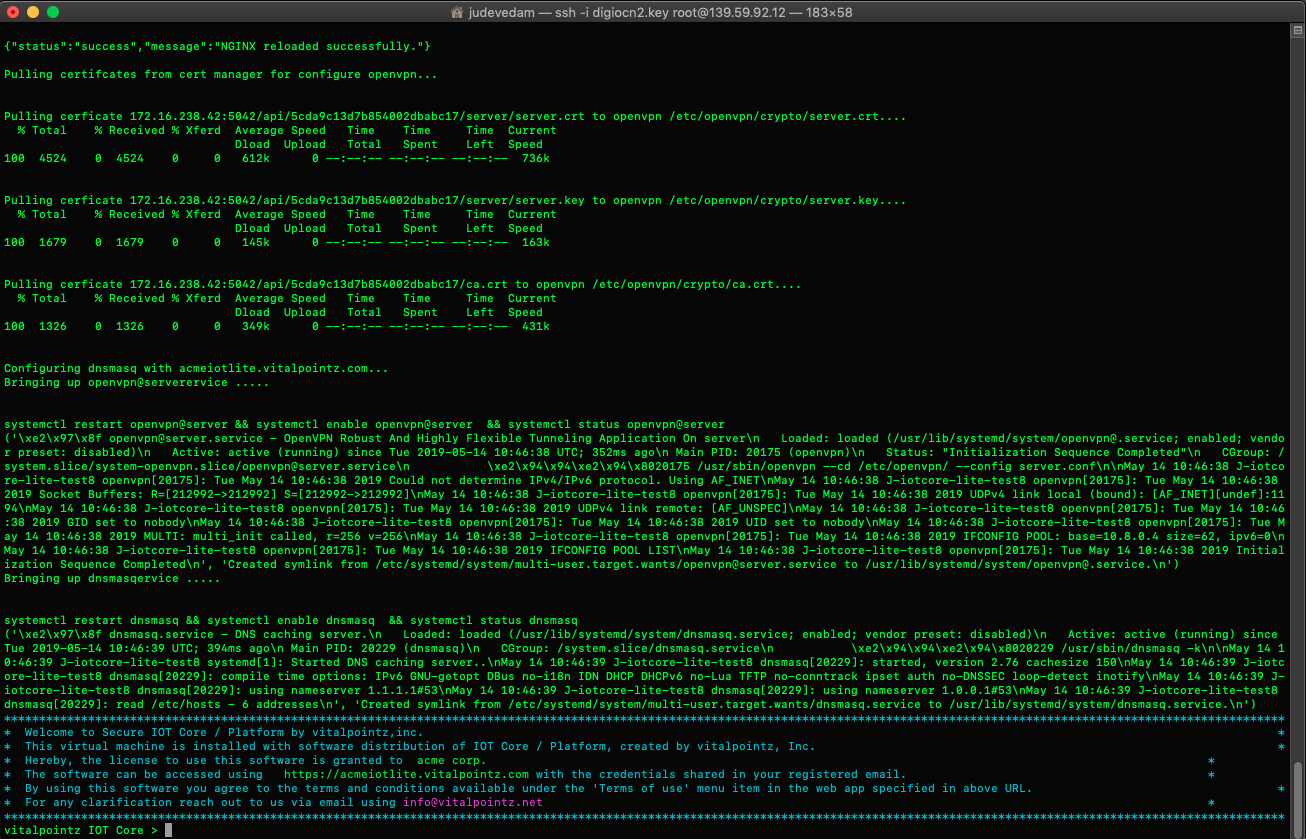 judevedam — ssh -i digiocn2.key root@139.59.92.12 — 183×58
{"status":"success","message":"NGINX reloaded successfully."}
Pulling certifcates from cert manager for configure openvpn...
Pulling cerficate 172.16.238.42:5042/api/5cda9c13d7b854002dbabc17/server/server.crt to openvpn /etc/openvpn/crypto/server.crt....
  % Total    % Received % Xferd  Average Speed   Time    Time     Time  Current
                                 Dload  Upload   Total   Spent    Left  Speed
100  4524    0  4524    0     0   612k      0 --:--:-- --:--:-- --:--:--  736k
Pulling cerficate 172.16.238.42:5042/api/5cda9c13d7b854002dbabc17/server/server.key to openvpn /etc/openvpn/crypto/server.key....
  % Total    % Received % Xferd  Average Speed   Time    Time     Time  Current
                                 Dload  Upload   Total   Spent    Left  Speed
100  1679    0  1679    0     0   145k      0 --:--:-- --:--:-- --:--:--  163k
Pulling cerficate 172.16.238.42:5042/api/5cda9c13d7b854002dbabc17/ca.crt to openvpn /etc/openvpn/crypto/ca.crt....
  % Total    % Received % Xferd  Average Speed   Time    Time     Time  Current
                                 Dload  Upload   Total   Spent    Left  Speed
100  1326    0  1326    0     0   349k      0 --:--:-- --:--:-- --:--:--  431k
Configuring dnsmasq with acmeiotlite.vitalpointz.com...
Bringing up openvpn@serverervice .....
systemctl restart openvpn@server && systemctl enable openvpn@server  && systemctl status openvpn@server
('\xe2\x97\x8f openvpn@server.service - OpenVPN Robust And Highly Flexible Tunneling Application On server\n   Loaded: loaded (/usr/lib/systemd/system/openvpn@.service; enabled; vendo
r preset: disabled)\n   Active: active (running) since Tue 2019-05-14 10:46:38 UTC; 352ms ago\n Main PID: 20175 (openvpn)\n   Status: "Initialization Sequence Completed"\n   CGroup: /
system.slice/system-openvpn.slice/openvpn@server.service\n           \xe2\x94\x94\xe2\x94\x8020175 /usr/sbin/openvpn --cd /etc/openvpn/ --config server.conf\n\nMay 14 10:46:38 J-iotco
re-lite-test8 openvpn[20175]: Tue May 14 10:46:38 2019 Could not determine IPv4/IPv6 protocol. Using AF_INET\nMay 14 10:46:38 J-iotcore-lite-test8 openvpn[20175]: Tue May 14 10:46:38
2019 Socket Buffers: R=[212992->212992] S=[212992->212992]\nMay 14 10:46:38 J-iotcore-lite-test8 openvpn[20175]: Tue May 14 10:46:38 2019 UDPv4 link local (bound): [AF_INET][undef]:11
94\nMay 14 10:46:38 J-iotcore-lite-test8 openvpn[20175]: Tue May 14 10:46:38 2019 UDPv4 link remote: [AF_UNSPEC]\nMay 14 10:46:38 J-iotcore-lite-test8 openvpn[20175]: Tue May 14 10:46
:38 2019 GID set to nobody\nMay 14 10:46:38 J-iotcore-lite-test8 openvpn[20175]: Tue May 14 10:46:38 2019 UID set to nobody\nMay 14 10:46:38 J-iotcore-lite-test8 openvpn[20175]: Tue M
ay 14 10:46:38 2019 MULTI: multi_init called, r=256 v=256\nMay 14 10:46:38 J-iotcore-lite-test8 openvpn[20175]: Tue May 14 10:46:38 2019 IFCONFIG POOL: base=10.8.0.4 size=62, ipv6=0\n
May 14 10:46:38 J-iotcore-lite-test8 openvpn[20175]: Tue May 14 10:46:38 2019 IFCONFIG POOL LIST\nMay 14 10:46:38 J-iotcore-lite-test8 openvpn[20175]: Tue May 14 10:46:38 2019 Initial
ization Sequence Completed\n', 'Created symlink from /etc/systemd/system/multi-user.target.wants/openvpn@server.service to /usr/lib/systemd/system/openvpn@.service.\n')
Bringing up dnsmasqervice .....
systemctl restart dnsmasq && systemctl enable dnsmasq  && systemctl status dnsmasq
('\xe2\x97\x8f dnsmasq.service - DNS caching server.\n   Loaded: loaded (/usr/lib/systemd/system/dnsmasq.service; enabled; vendor preset: disabled)\n   Active: active (running) since
Tue 2019-05-14 10:46:39 UTC; 394ms ago\n Main PID: 20229 (dnsmasq)\n   CGroup: /system.slice/dnsmasq.service\n           \xe2\x94\x94\xe2\x94\x8020229 /usr/sbin/dnsmasq -k\n\nMay 14 1
0:46:39 J-iotcore-lite-test8 systemd[1]: Started DNS caching server..\nMay 14 10:46:39 J-iotcore-lite-test8 dnsmasq[20229]: started, version 2.76 cachesize 150\nMay 14 10:46:39 J-iotc
ore-lite-test8 dnsmasq[20229]: compile time options: IPv6 GNU-getopt DBus no-i18n IDN DHCP DHCPv6 no-Lua TFTP no-conntrack ipset auth no-DNSSEC loop-detect inotify\nMay 14 10:46:39 J-
iotcore-lite-test8 dnsmasq[20229]: using nameserver 1.1.1.1#53\nMay 14 10:46:39 J-iotcore-lite-test8 dnsmasq[20229]: using nameserver 1.0.0.1#53\nMay 14 10:46:39 J-iotcore-lite-test8
dnsmasq[20229]: read /etc/hosts - 6 addresses\n', 'Created symlink from /etc/systemd/system/multi-user.target.wants/dnsmasq.service to /usr/lib/systemd/system/dnsmasq.service.\n')
***************************************************************************************************************************************************************************************
*  Welcome to Secure IOT Core / Platform by vitalpointz,inc. *
*  This virtual machine is installed with software distribution of IOT Core / Platform, created by vitalpointz, Inc. *
*  Hereby, the license to use this software is granted to  acme corp. *
*  The software can be accessed using   https://acmeiotlite.vitalpointz.com with the credentials shared in your registered email. *
*  By using this software you agree to the terms and conditions available under the 'Terms of use' menu item in the web app specified in above URL. *
*  For any clarification reach out to us via email using info@vitalpointz.net *
***************************************************************************************************************************************************************************************
vitalpointz IOT Core >